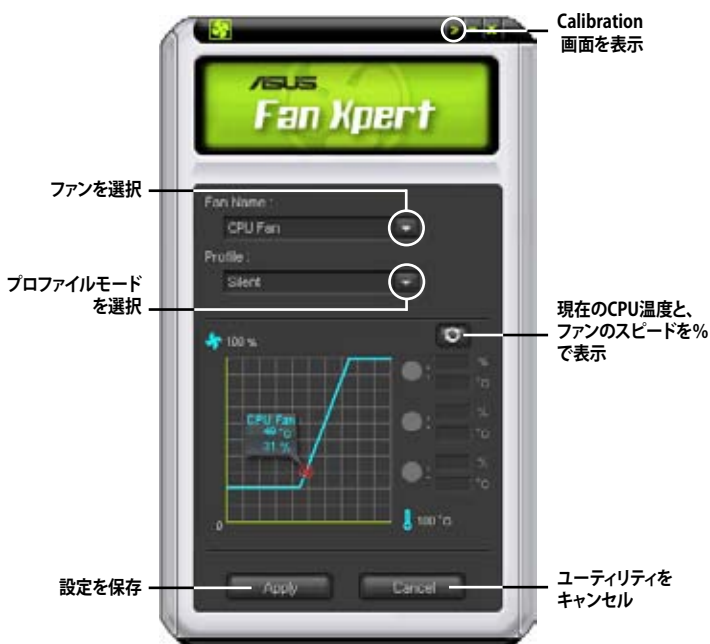 Calibration
画面を表示
ASUS
Fan Xpert
ファンを選択
Fan Name :
CPU Fan
Profile :
Silent
プロファイルモード
を選択
現在のCPU温度と、
ファンのスピードを%
で表示
100 %
CPU Fan
31 %
0
100 °C
設定を保存
Apply
Cancel
ユーティリティを
キャンセル